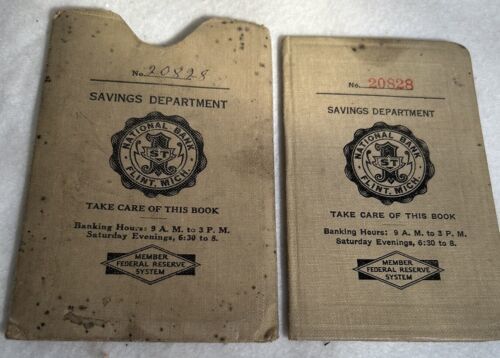 No. 20828
SAVINGS DEPARTMENT
NATIONAL BANK
1ST
FLINT, MICH.
TAKE CARE OF THIS BOOK
Banking Hours: 9 A. M. to 3 P. M.
Saturday Evenings, 6:30 to 8.
MEMBER
FEDERAL RESERVE
SYSTEM
No. 20828
SAVINGS DEPARTMENT
NATIONAL BANK
1ST
FLINT, MICH.
TAKE CARE OF THIS BOOK
Banking Hours: 9 A. M. to 3 P. M.
Saturday Evenings, 6:30 to 8.
MEMBER
FEDERAL RESERVE
SYSTEM